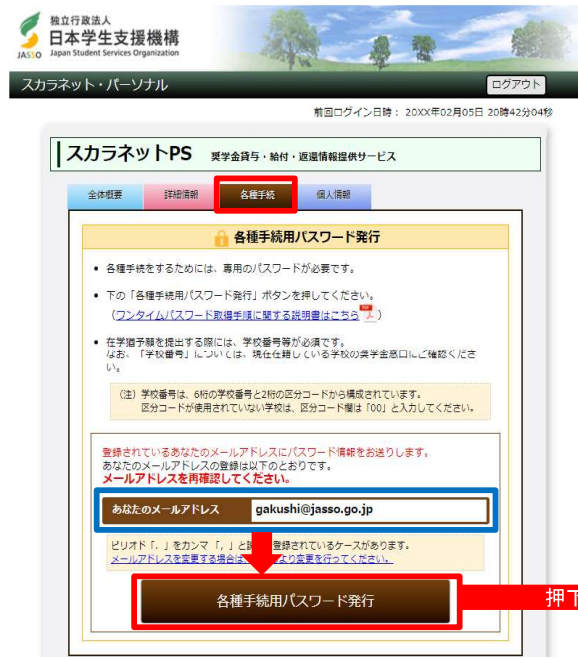 独立行政法人
日本学生支援機構
JASSO Japan Student Services Organization
スカラネット・パーソナル
ログアウト
前回ログイン日時： 20XX年02月05日 20時42分04秒
スカラネットPS 奨学金貸与・給付・返還情報提供サービス
全体概要 詳細情報 各種手続 個人情報
各種手続用パスワード発行
• 各種手続をするためには、専用のパスワードが必要です。
• 下の「各種手続用パスワード発行」ボタンを押してください。
（ワンタイムパスワード取得手順に関する説明書はこちら ）
• 在学猶予願を提出する際には、学校番号等が必須です。
なお、「学校番号」については、現在在籍している学校の奨学金窓口にご確認くださ
い。
（注）学校番号は、6桁の学校番号と2桁の区分コードから構成されています。
区分コードが使用されていない学校は、区分コード欄は「00」と入力してください。
登録されているあなたのメールアドレスにパスワード情報をお送りします。
あなたのメールアドレスの登録は以下のとおりです。
メールアドレスを再確認してください。
あなたのメールアドレス gakushi@jasso.go.jp
ピリオド「．」をカンマ「，」と 登録されているケースがあります。
メールアドレスを変更する場合は、 より変更を行ってください。
各種手続用パスワード発行
押下